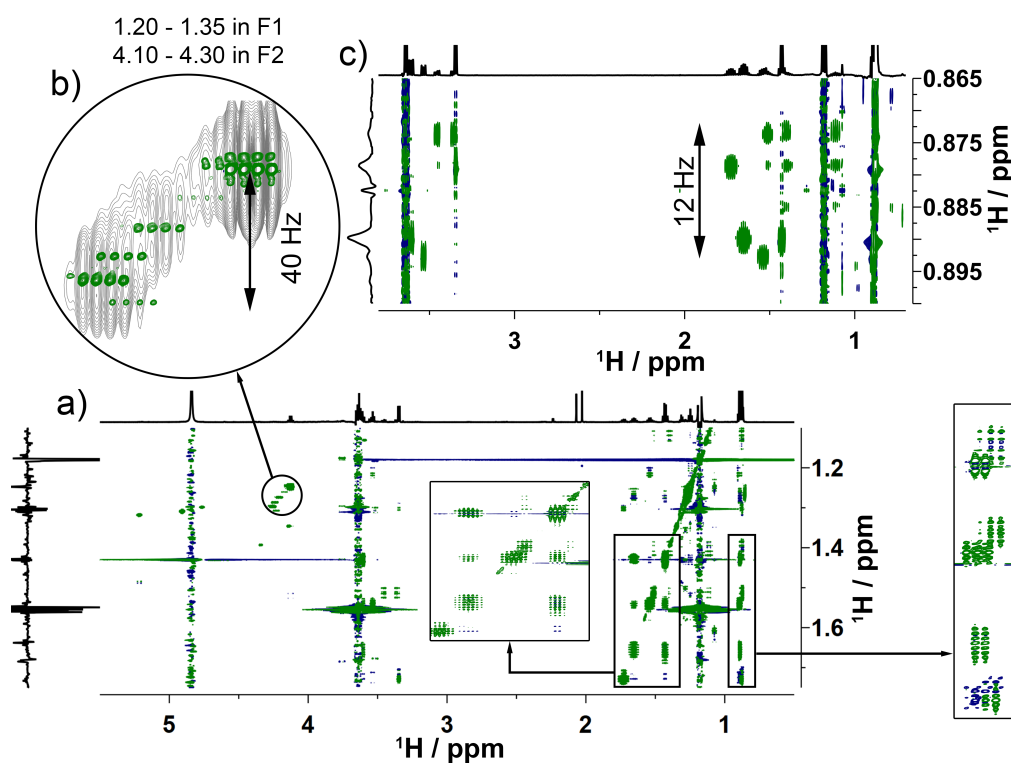 1.20 - 1.35 in F1
4.10 - 4.30 in F2
b)
40 Hz
c)
12 Hz
0.865
0.875
0.885
0.895
¹H / ppm
3
2
1
¹H / ppm
a)
1.2
1.4
1.6
¹H / ppm
5
4
3
2
1
¹H / ppm